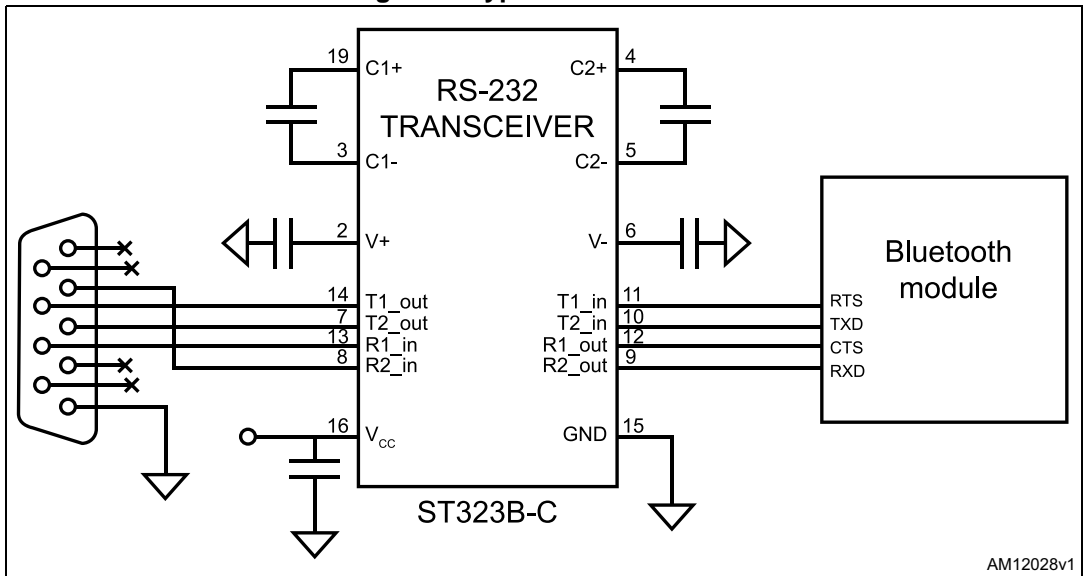 19
C1+
C2+
4
RS-232
TRANSCEIVER
3
C1-
C2-
5
2
V+
V-
6
Bluetooth
module
14
T1_out
T1_in
11
RTS
7
T2_out
T2_in
10
TXD
13
R1_in
R1_out
12
CTS
8
R2_in
R2_out
9
RXD
16
VCC
GND
15
ST323B-C
AM12028v1